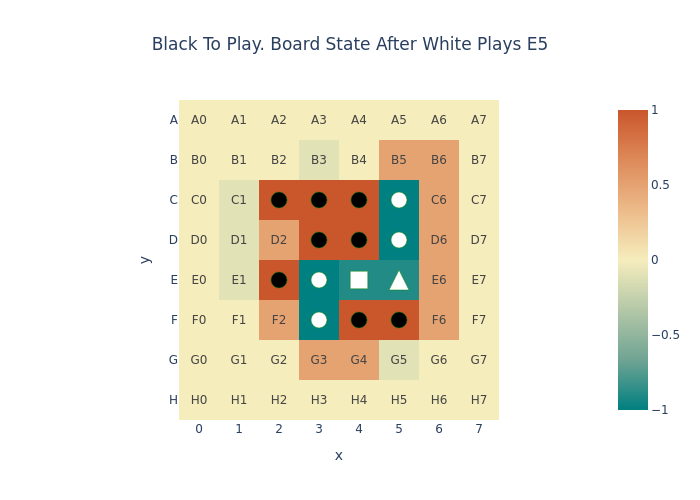 Black To Play. Board State After White Plays E5
A A0 A1 A2 A3 A4 A5 A6 A7
B B0 B1 B2 B3 B4 B5 B6 B7
C C0 C1 C6 C7
D D0 D1 D2 D6 D7
E E0 E1 E6 E7
F F0 F1 F2 F6 F7
G G0 G1 G2 G3 G4 G5 G6 G7
H H0 H1 H2 H3 H4 H5 H6 H7
0 1 2 3 4 5 6 7
x
y
1
0.5
0
−0.5
−1